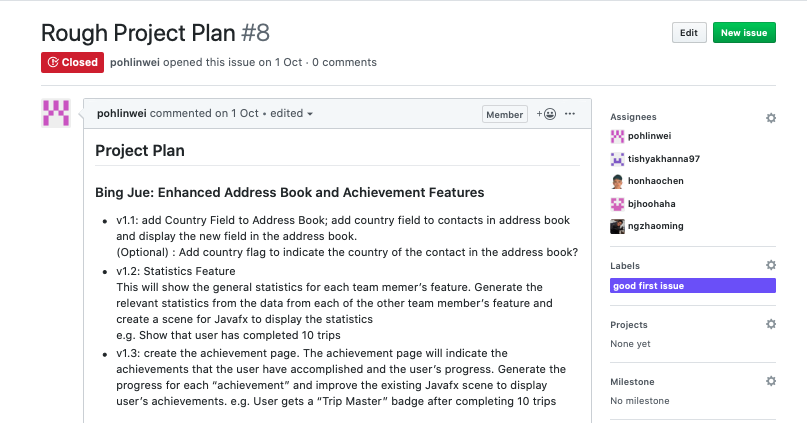 Rough Project Plan #8
Edit
New issue
Closed
pohlinwei opened this issue on 1 Oct · 0 comments
pohlinwei commented on 1 Oct • edited
Member
Project Plan
Bing Jue: Enhanced Address Book and Achievement Features
• v1.1: add Country Field to Address Book; add country field to contacts in address book
and display the new field in the address book.
(Optional) : Add country flag to indicate the country of the contact in the address book?
• v1.2: Statistics Feature
This will show the general statistics for each team memer's feature. Generate the
relevant statistics from the data from each of the other team member's feature and
create a scene for Javafx to display the statistics
e.g. Show that user has completed 10 trips
• v1.3: create the achievement page. The achievement page will indicate the
achievements that the user have accomplished and the user's progress. Generate the
progress for each “achievement” and improve the existing Javafx scene to display
user's achievements. e.g. User gets a “Trip Master” badge after completing 10 trips
Assignees
pohlinwei
tishyakhanna97
honhaochen
bjhoohaha
ngzhaoming
Labels
good first issue
Projects
None yet
Milestone
No milestone